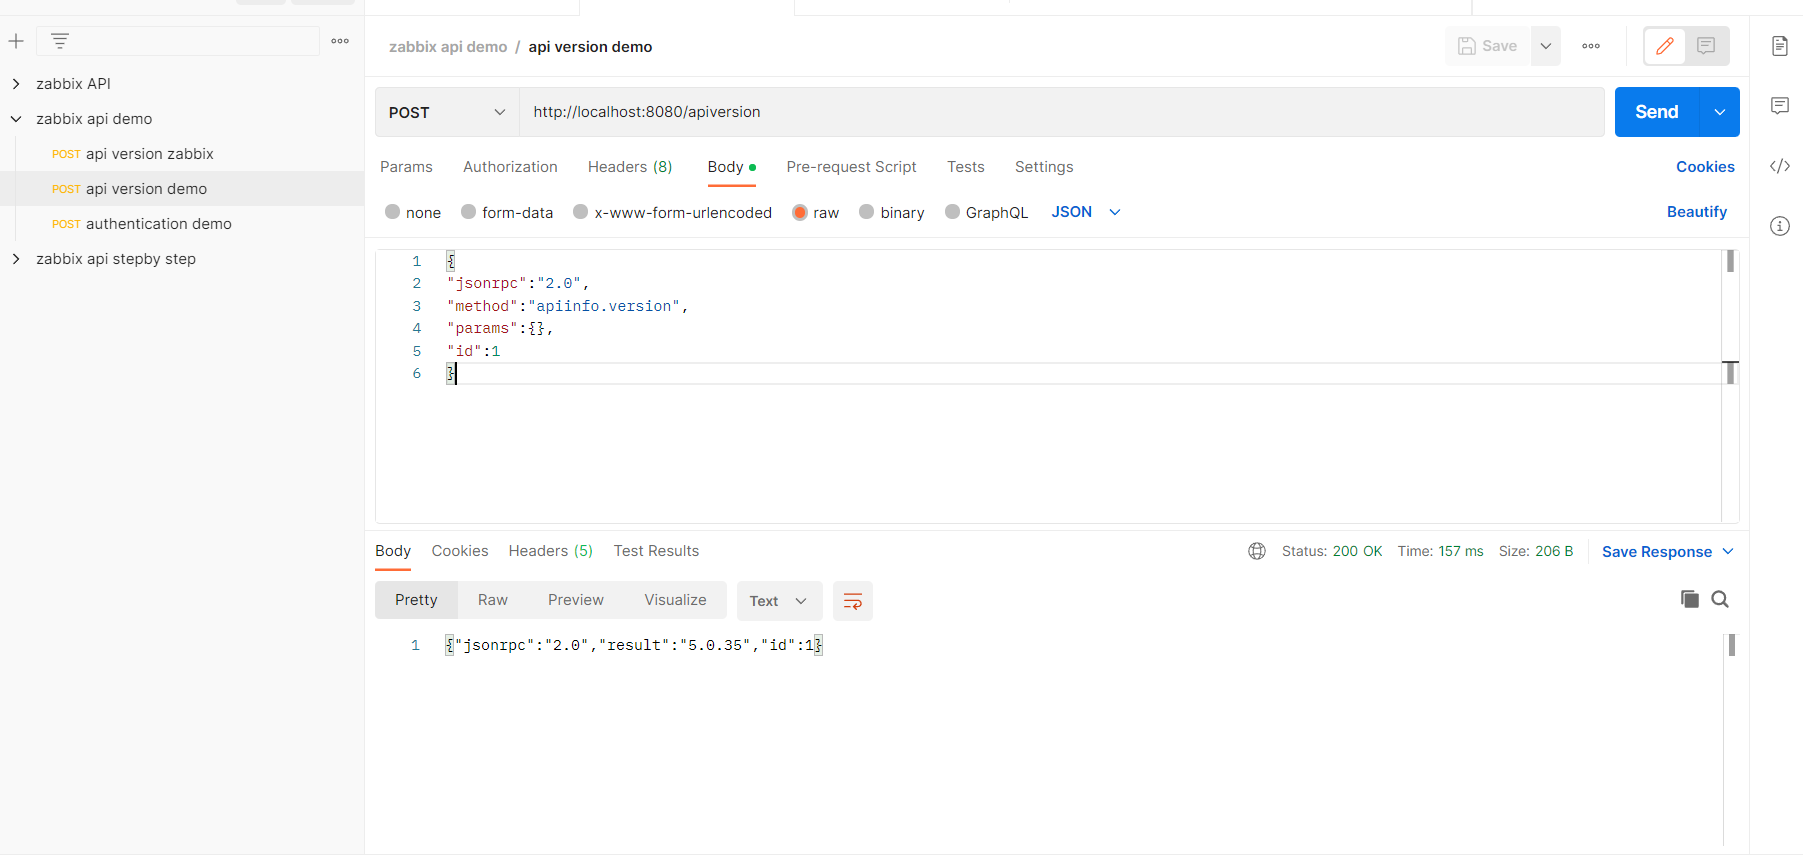 zabbix API
zabbix api demo
POST api version zabbix
POST api version demo
POST authentication demo
zabbix api stepby step
zabbix api demo / api version demo
Save
POST http://localhost:8080/apiversion Send
Params Authorization Headers (8) Body Pre-request Script Tests Settings Cookies
none form-data x-www-form-urlencoded raw binary GraphQL JSON Beautify
1 {
2 "jsonrpc":"2.0",
3 "method":"apiinfo.version",
4 "params":{},
5 "id":1
6 }
Body Cookies Headers (5) Test Results Status: 200 OK Time: 157 ms Size: 206 B Save Response
Pretty Raw Preview Visualize Text
1 {"jsonrpc":"2.0","result":"5.0.35","id":1}